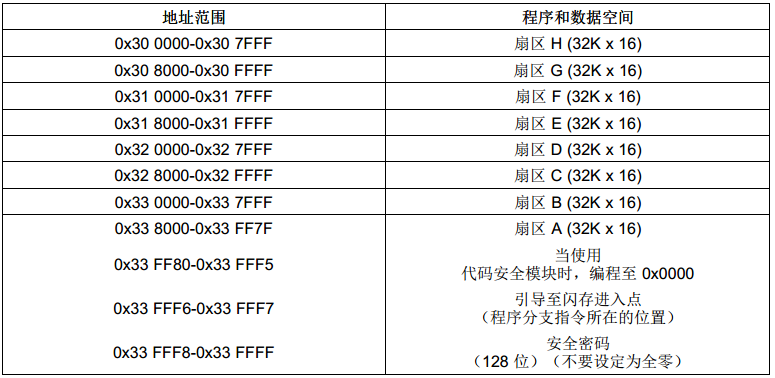 地址范围 程序和数据空间
0x30 0000-0x30 7FFF 扇区 H (32K x 16)
0x30 8000-0x30 FFFF 扇区 G (32K x 16)
0x31 0000-0x31 7FFF 扇区 F (32K x 16)
0x31 8000-0x31 FFFF 扇区 E (32K x 16)
0x32 0000-0x32 7FFF 扇区 D (32K x 16)
0x32 8000-0x32 FFFF 扇区 C (32K x 16)
0x33 0000-0x33 7FFF 扇区 B (32K x 16)
0x33 8000-0x33 FF7F 扇区 A (32K x 16)
0x33 FF80-0x33 FFF5 当使用
代码安全模块时，编程至 0x0000
0x33 FFF6-0x33 FFF7 引导至闪存进入点
（程序分支指令所在的位置）
0x33 FFF8-0x33 FFFF 安全密码
（128 位）（不要设定为全零）